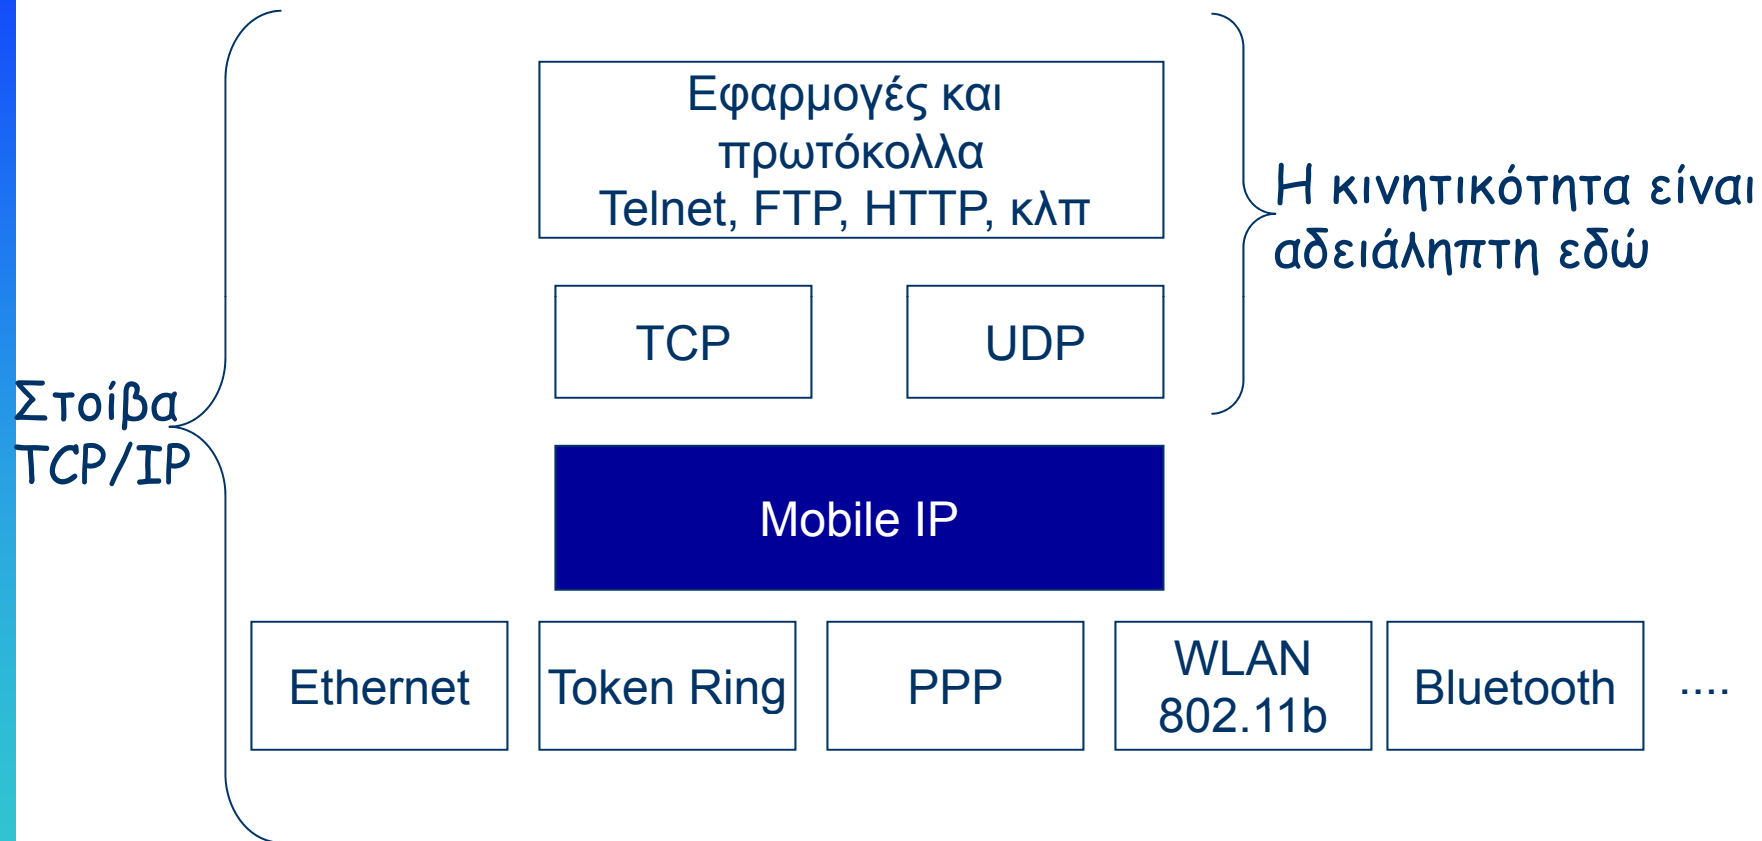 Εφαρμογές και
πρωτόκολλα
Telnet, FTP, HTTP, κλπ
Η κινητικότητα είναι
αδειάληπτη εδώ
TCP
UDP
Στοίβα
TCP/IP
Mobile IP
Ethernet
Token Ring
PPP
WLAN
802.11b
Bluetooth
....